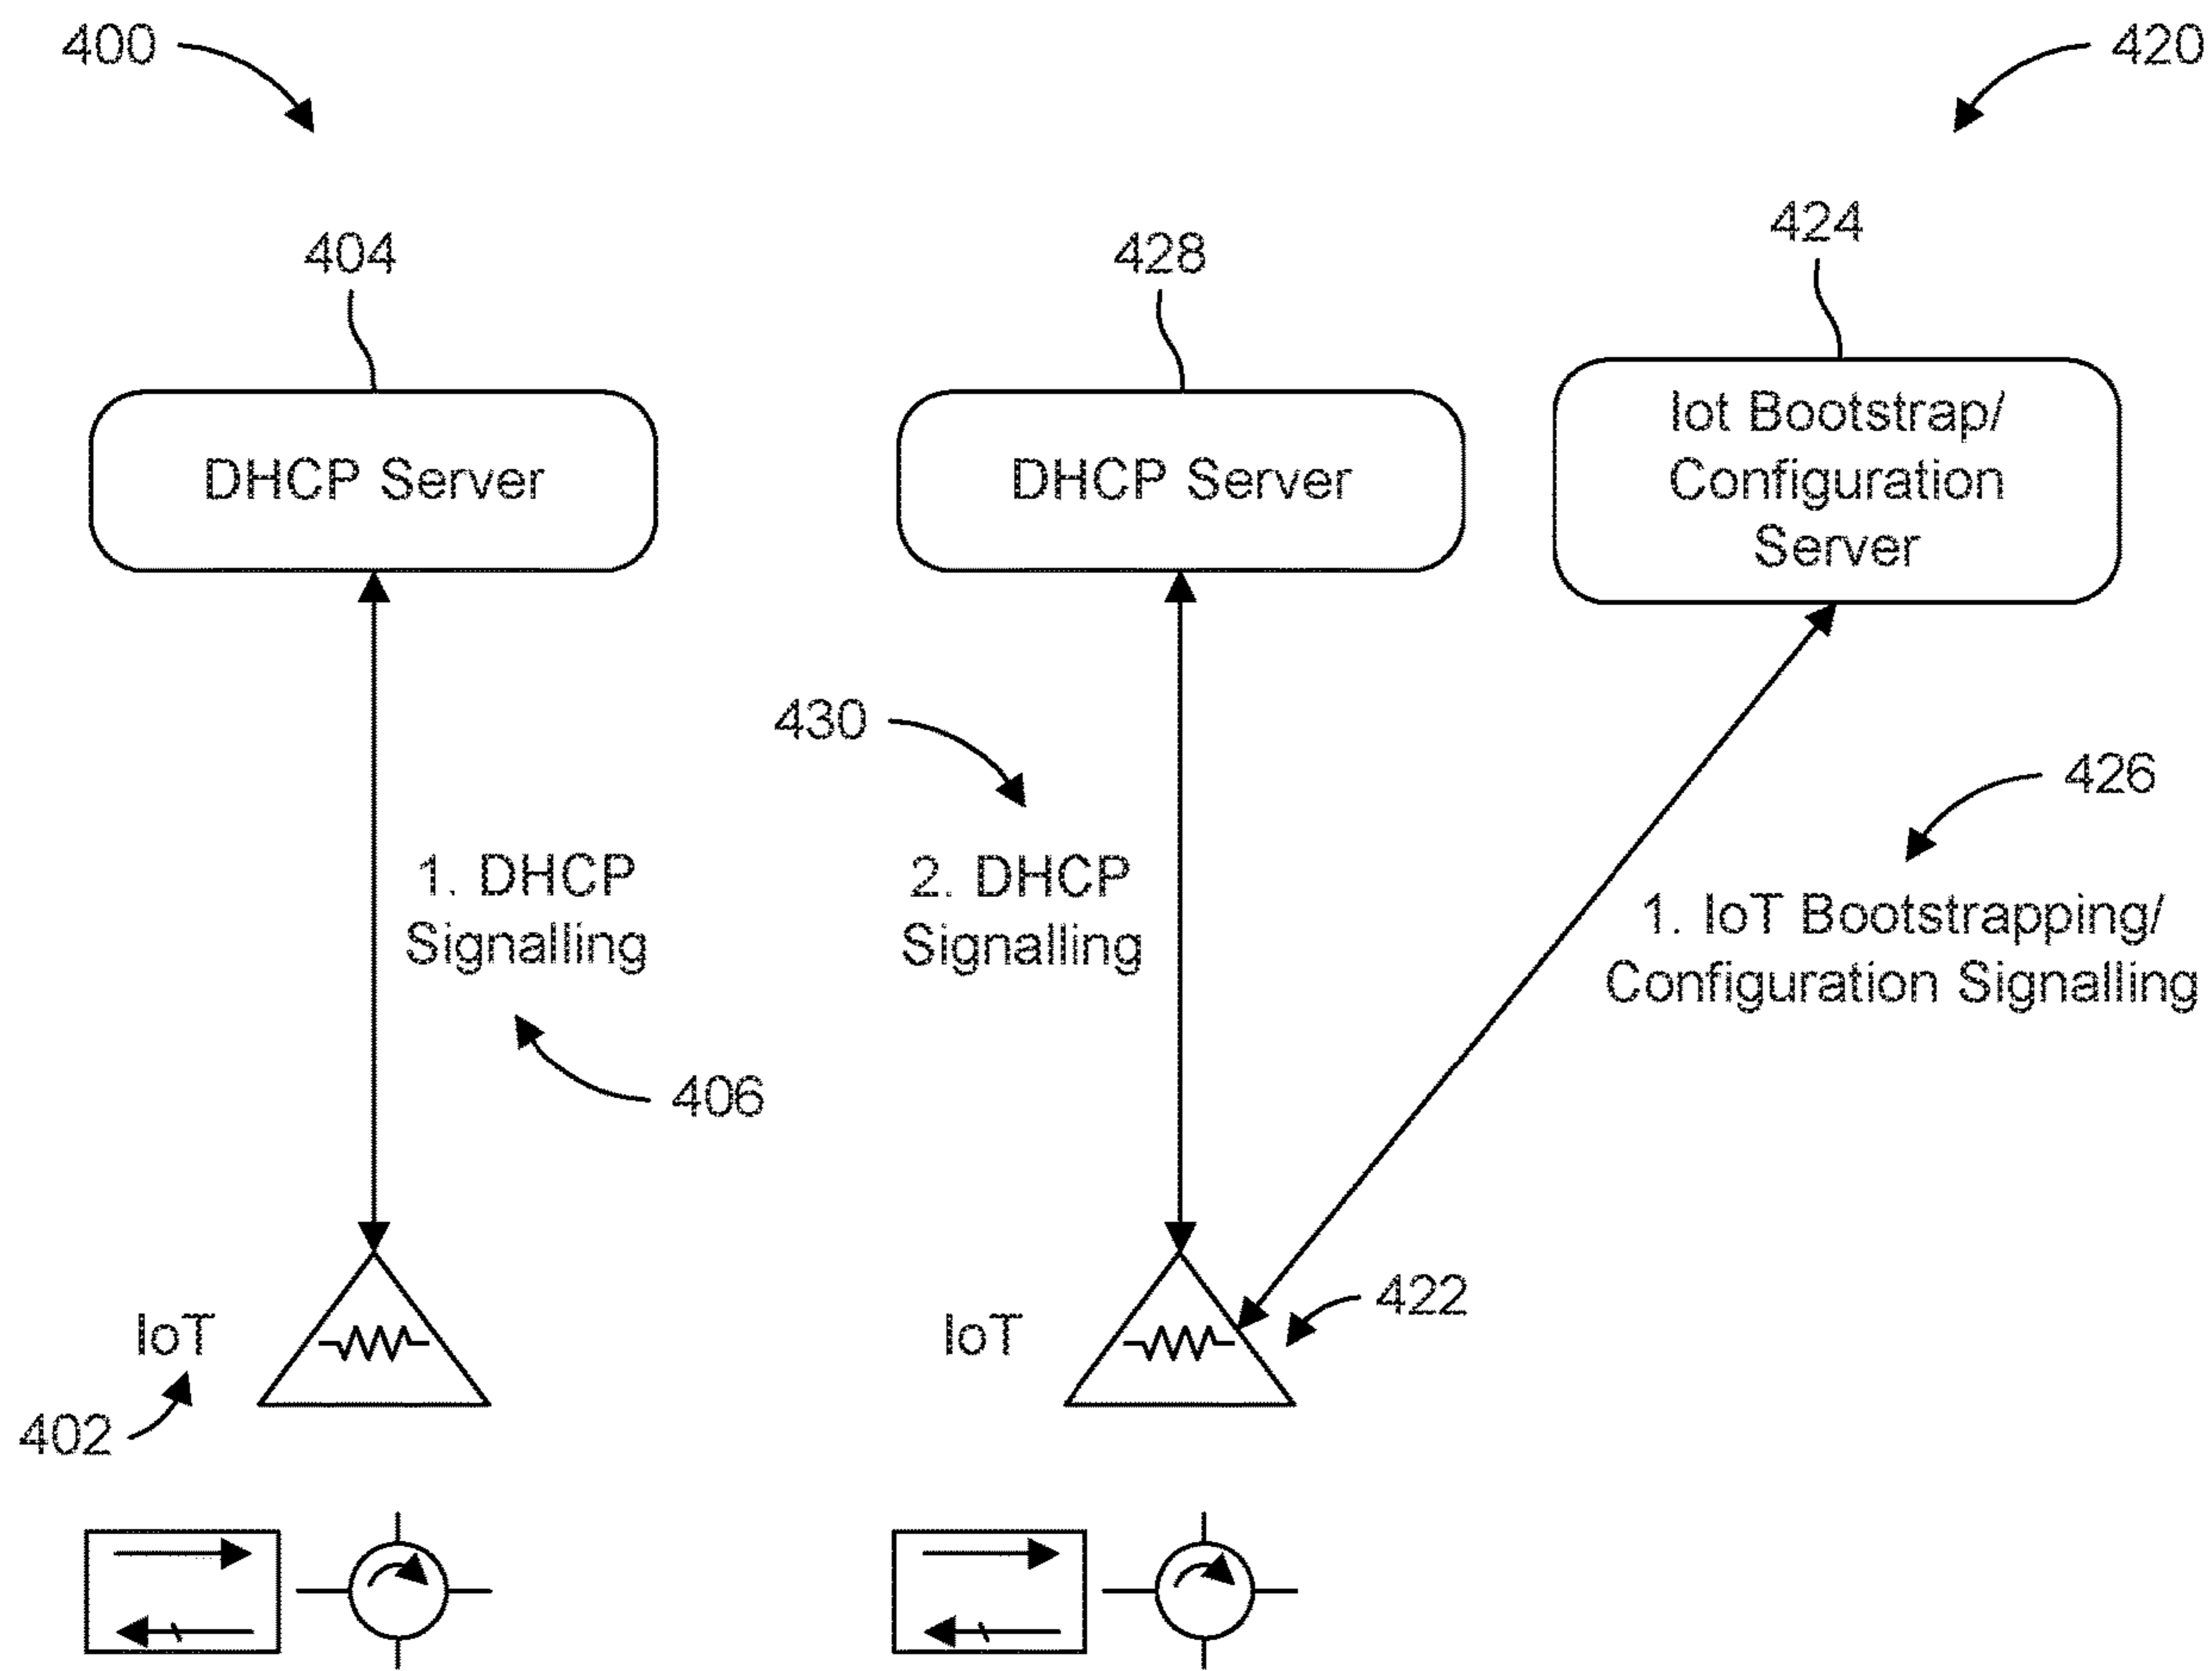 400
420
404
428
424
DHCP Server
DHCP Server
Iot Bootstrap/
Configuration
Server
430
426
1. DHCP
Signalling
2. DHCP
Signalling
1. IoT Bootstrapping/
Configuration Signalling
406
IoT
IoT
422
402